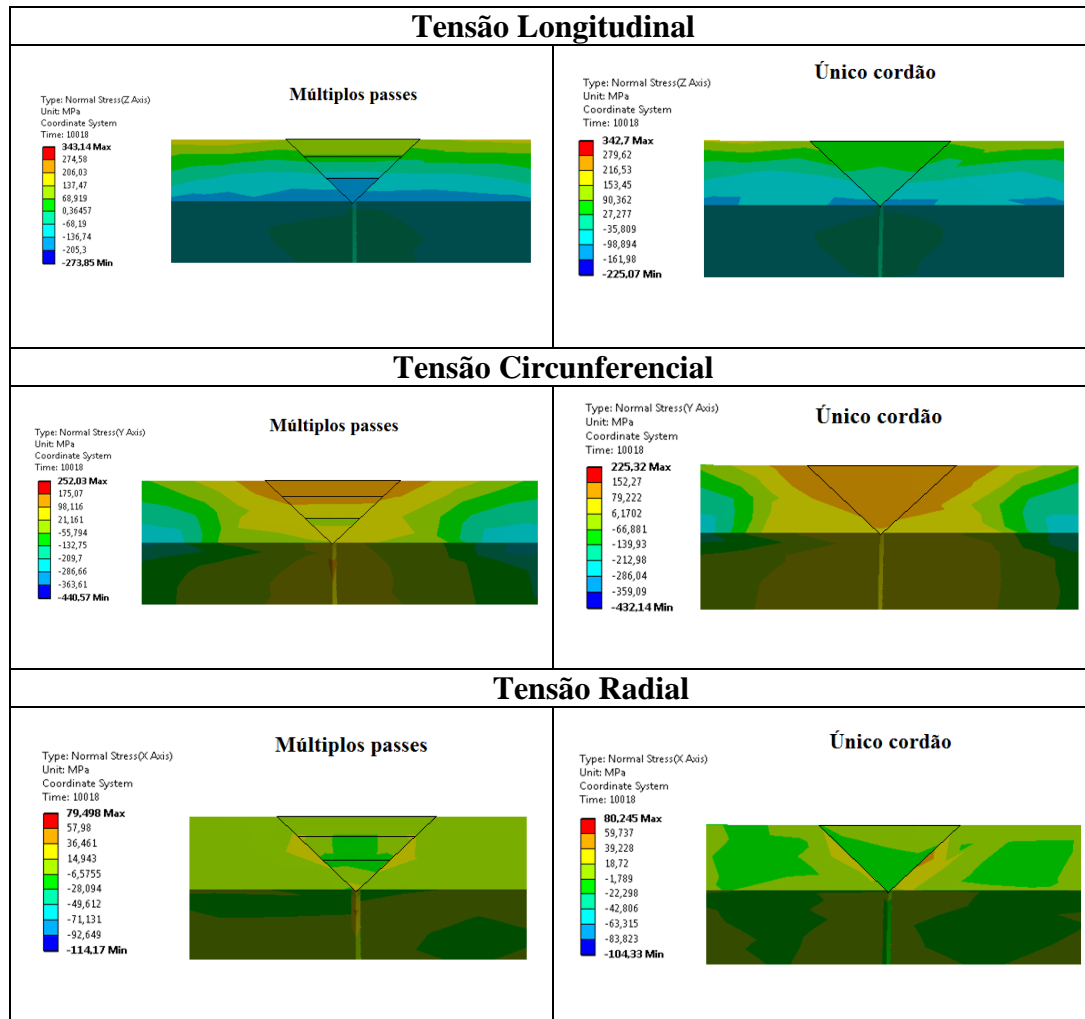 Tensão Longitudinal
Múltiplos passes
Type: Normal Stress(Z Axis)
Unit: MPa
Coordinate System
Time: 10018
343,14 Max
274,58
206,03
137,47
68,919
0,36457
-68,19
-136,74
-205,3
-273,85 Min
Único cordão
Type: Normal Stress(Z Axis)
Unit: MPa
Coordinate System
Time: 10018
342,7 Max
279,62
216,53
153,45
90,362
27,277
-35,809
-98,894
-161,98
-225,07 Min
Tensão Circunferencial
Múltiplos passes
Type: Normal Stress(Y Axis)
Unit: MPa
Coordinate System
Time: 10018
252,03 Max
175,07
98,116
21,161
-55,794
-132,75
-209,7
-286,66
-363,61
-440,57 Min
Único cordão
Type: Normal Stress(Y Axis)
Unit: MPa
Coordinate System
Time: 10018
225,32 Max
152,27
79,222
6,1702
-66,881
-139,93
-212,98
-286,04
-359,09
-432,14 Min
Tensão Radial
Múltiplos passes
Type: Normal Stress(X Axis)
Unit: MPa
Coordinate System
Time: 10018
79,498 Max
57,98
36,461
14,943
-6,5755
-28,094
-49,612
-71,131
-92,649
-114,17 Min
Único cordão
Type: Normal Stress(X Axis)
Unit: MPa
Coordinate System
Time: 10018
80,245 Max
59,737
39,228
18,72
-1,789
-22,298
-42,806
-63,315
-83,823
-104,33 Min